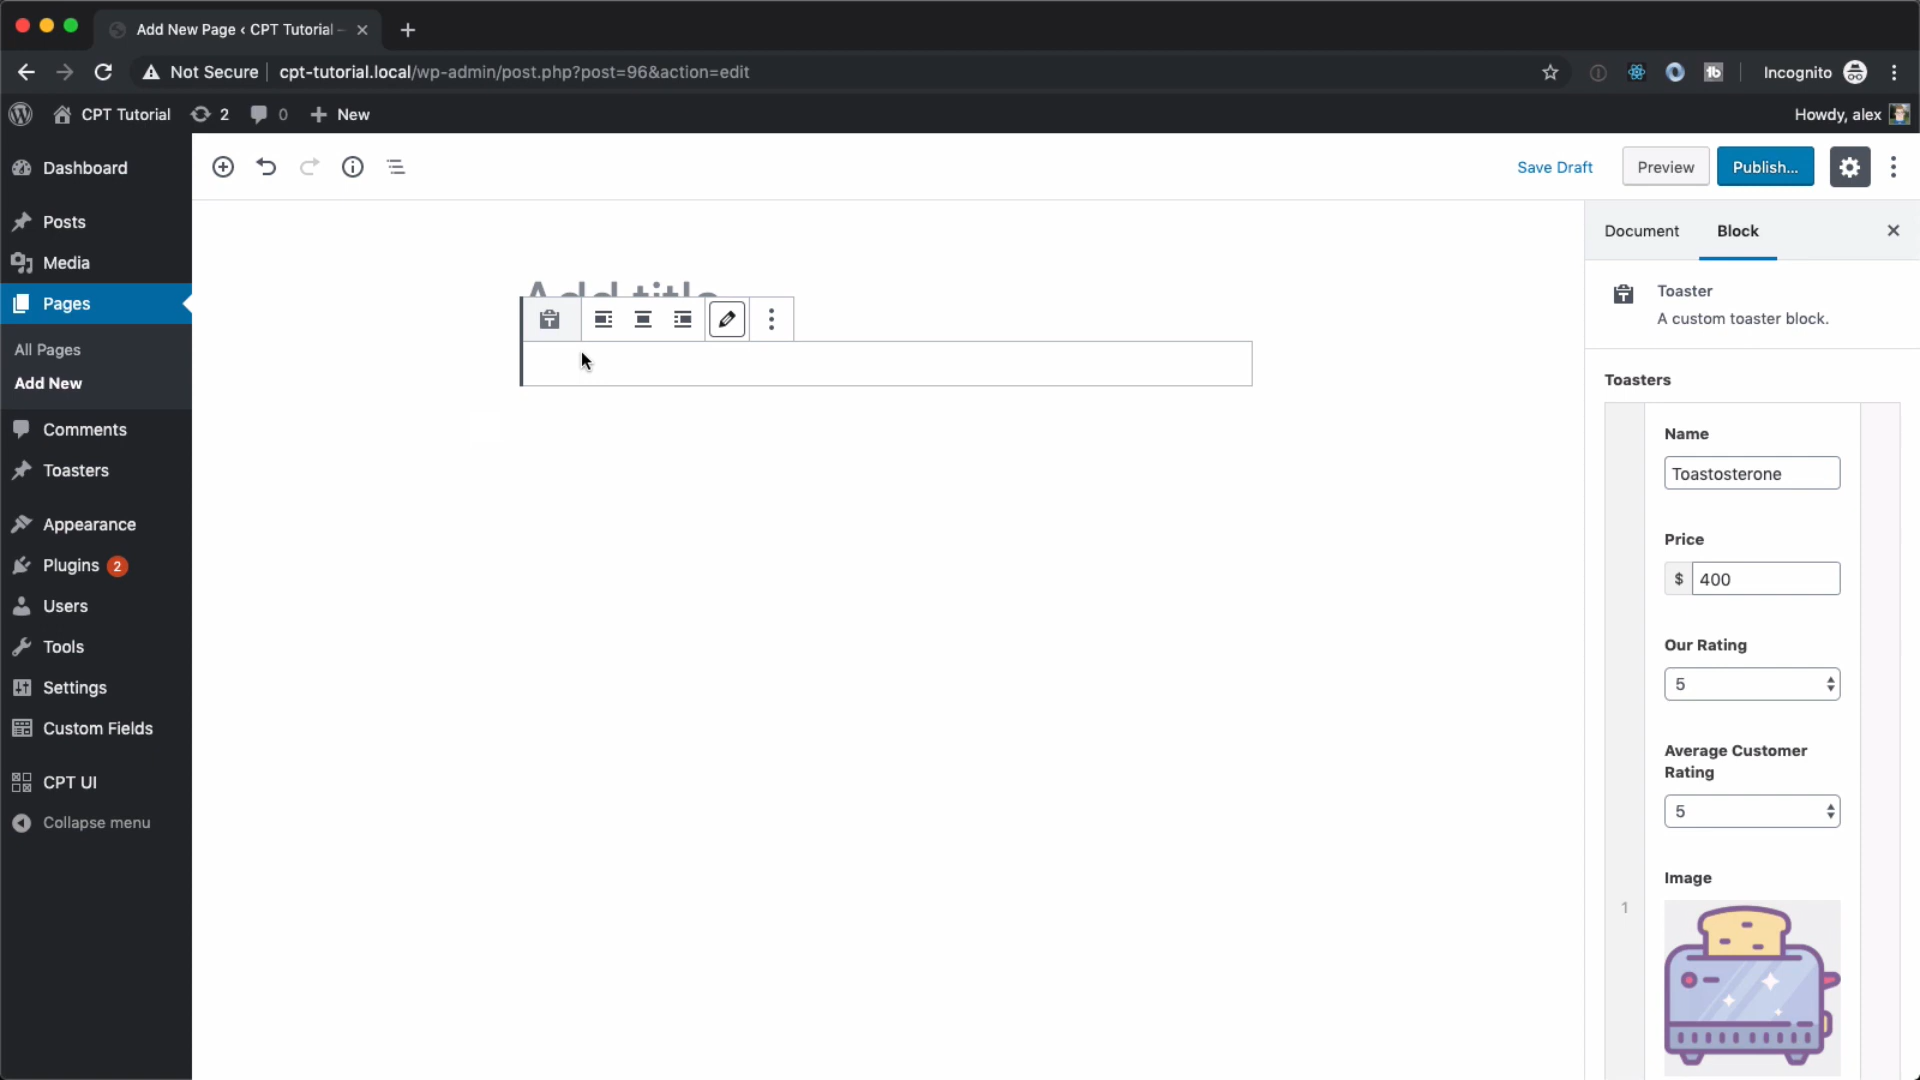 Add New Page ‹ CPT Tutorial –
Not Secure
cpt-tutorial.local/wp-admin/post.php?post=96&action=edit
Incognito
CPT Tutorial
2
0
New
Howdy, alex
Dashboard
Posts
Media
Pages
All Pages
Add New
Comments
Toasters
Appearance
Plugins 2
Users
Tools
Settings
Custom Fields
CPT UI
Collapse menu
Save Draft
Preview
Publish...
Add title
Document
Block
Toaster
A custom toaster block.
Toasters
Name
Toastosterone
Price
$ 400
Our Rating
5
Average Customer
Rating
5
Image
1